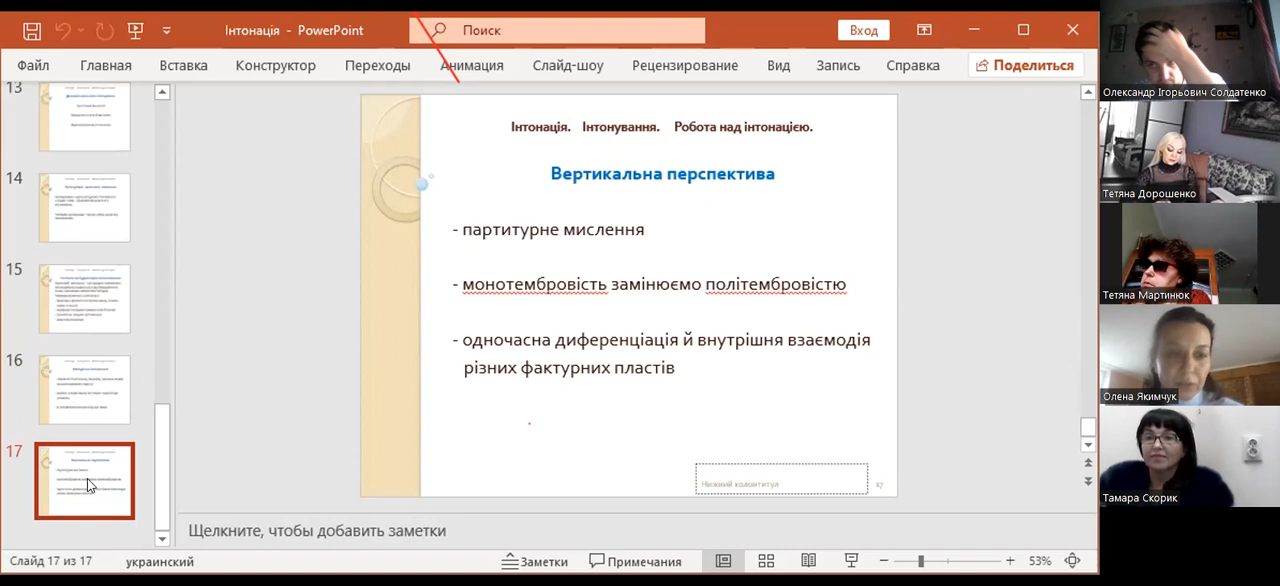 Інтонація - PowerPoint
Поиск
Вход
Файл Главная Вставка Конструктор Переходы Анимация Слайд-шоу Рецензирование Вид Запись Справка Поделиться
13
14
15
16
17
Інтонація. Інтонування. Робота над інтонацією.
Вертикальна перспектива
- партитурне мислення
- монотембровість замінюємо політембровістю
- одночасна диференціація й внутрішня взаємодія
різних фактурних пластів
Нижний колонтитул 17
Щелкните, чтобы добавить заметки
Слайд 17 из 17 украинский Заметки Примечания 53%
Олександр Ігорьович Солдатенко
Тетяна Дорошенко
Тетяна Мартинюк
Олена Якимчук
Тамара Скорик